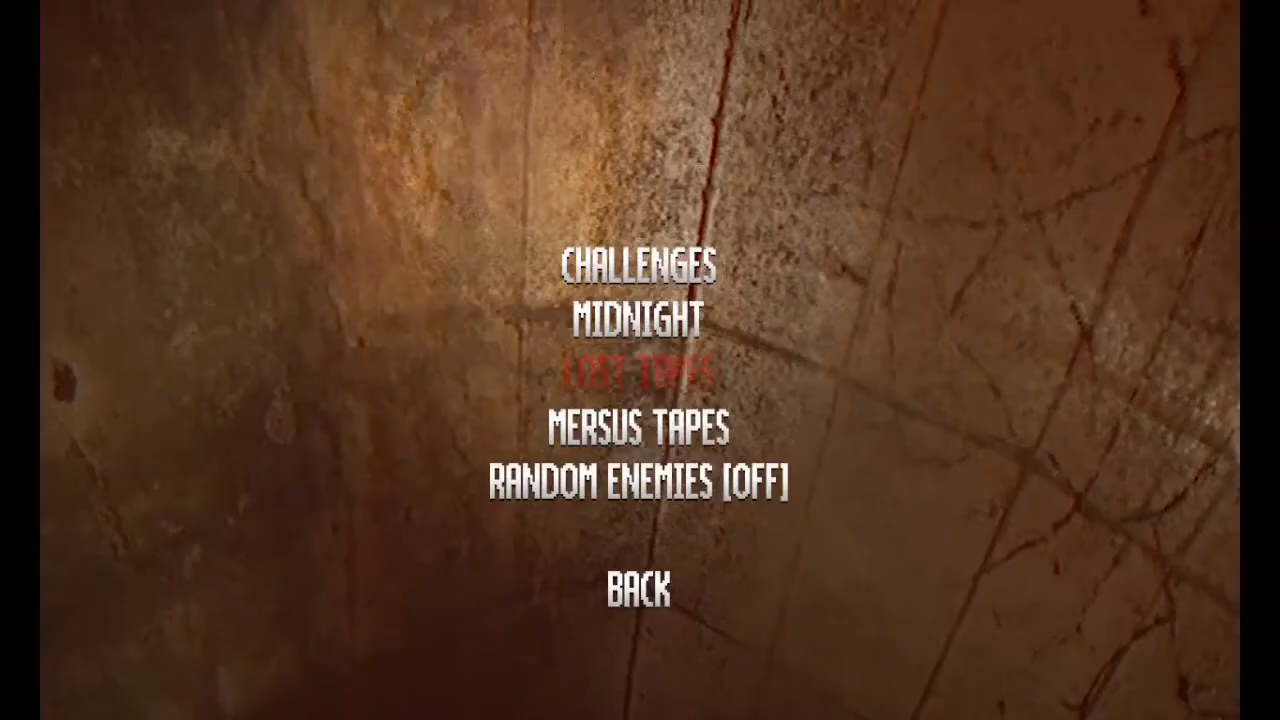 CHALLENGES
MIDNIGHT
LOST TAPES
MERSUS TAPES
RANDOM ENEMIES [OFF]
BACK